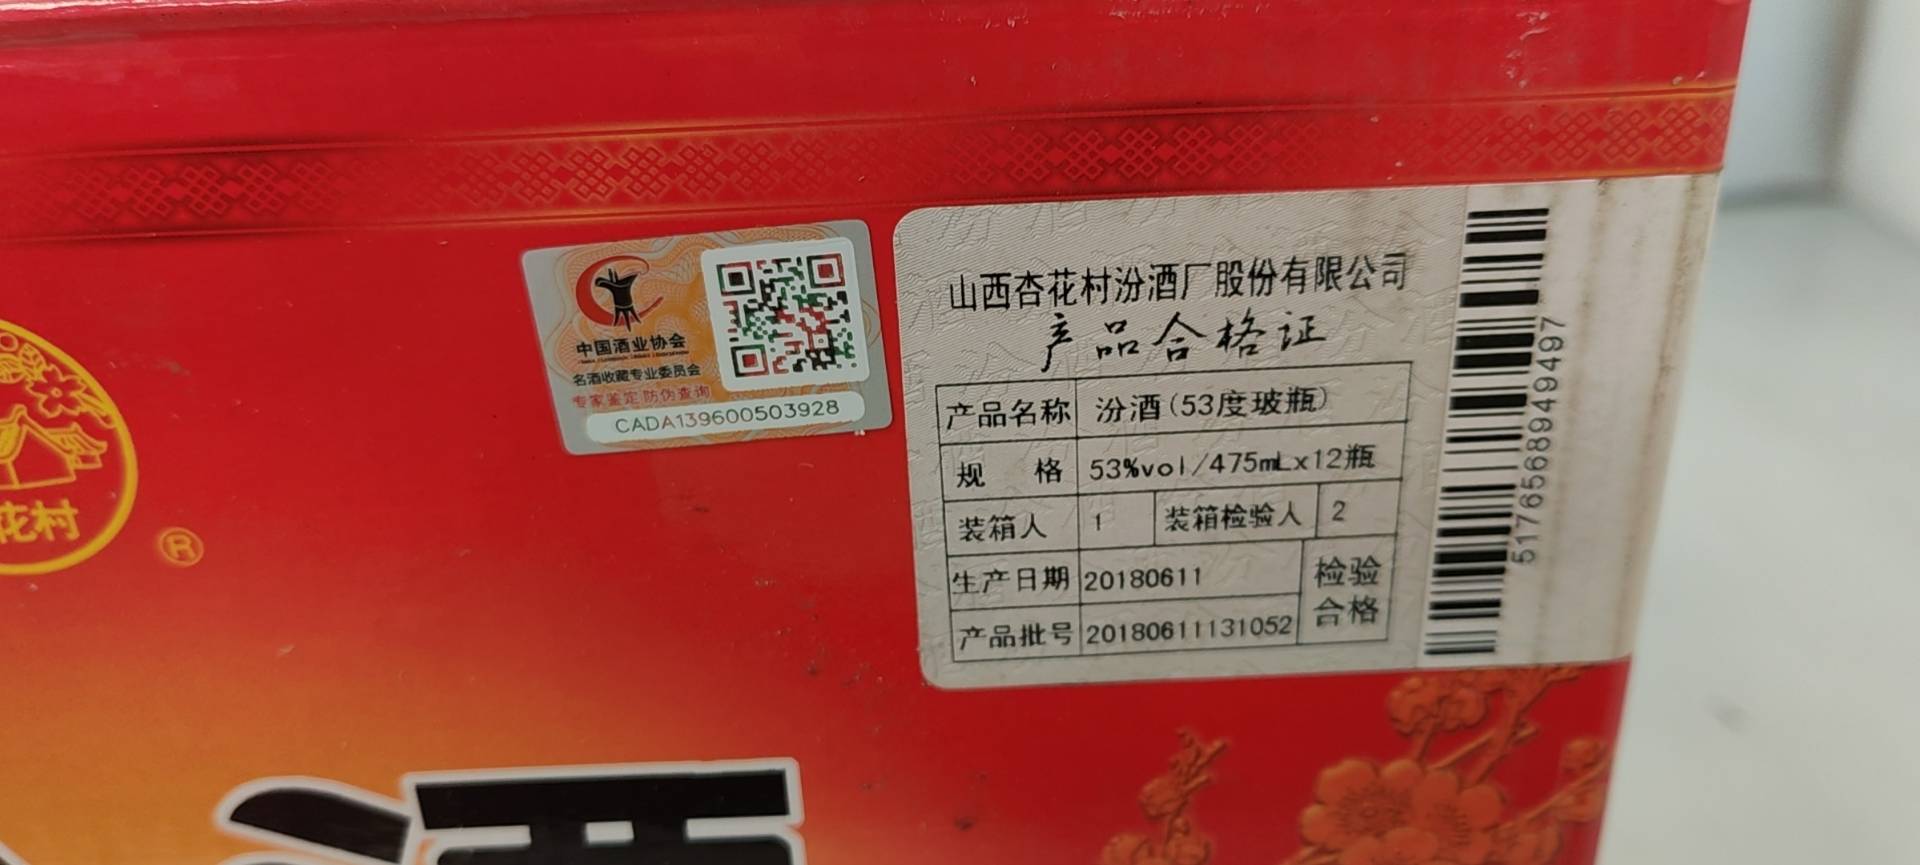 中国酒业协会
名酒收藏专业委员会
专家鉴定 防伪查询
CADA139600503928
山西杏花村汾酒厂股份有限公司
产品合格证
产品名称 汾酒(53度玻瓶)
规 格 53%vol/475mLx12瓶
装箱人 1 装箱检验人 2
生产日期 20180611 检验
产品批号 20180611131052 合格
517656894949​7
花村
®
酒